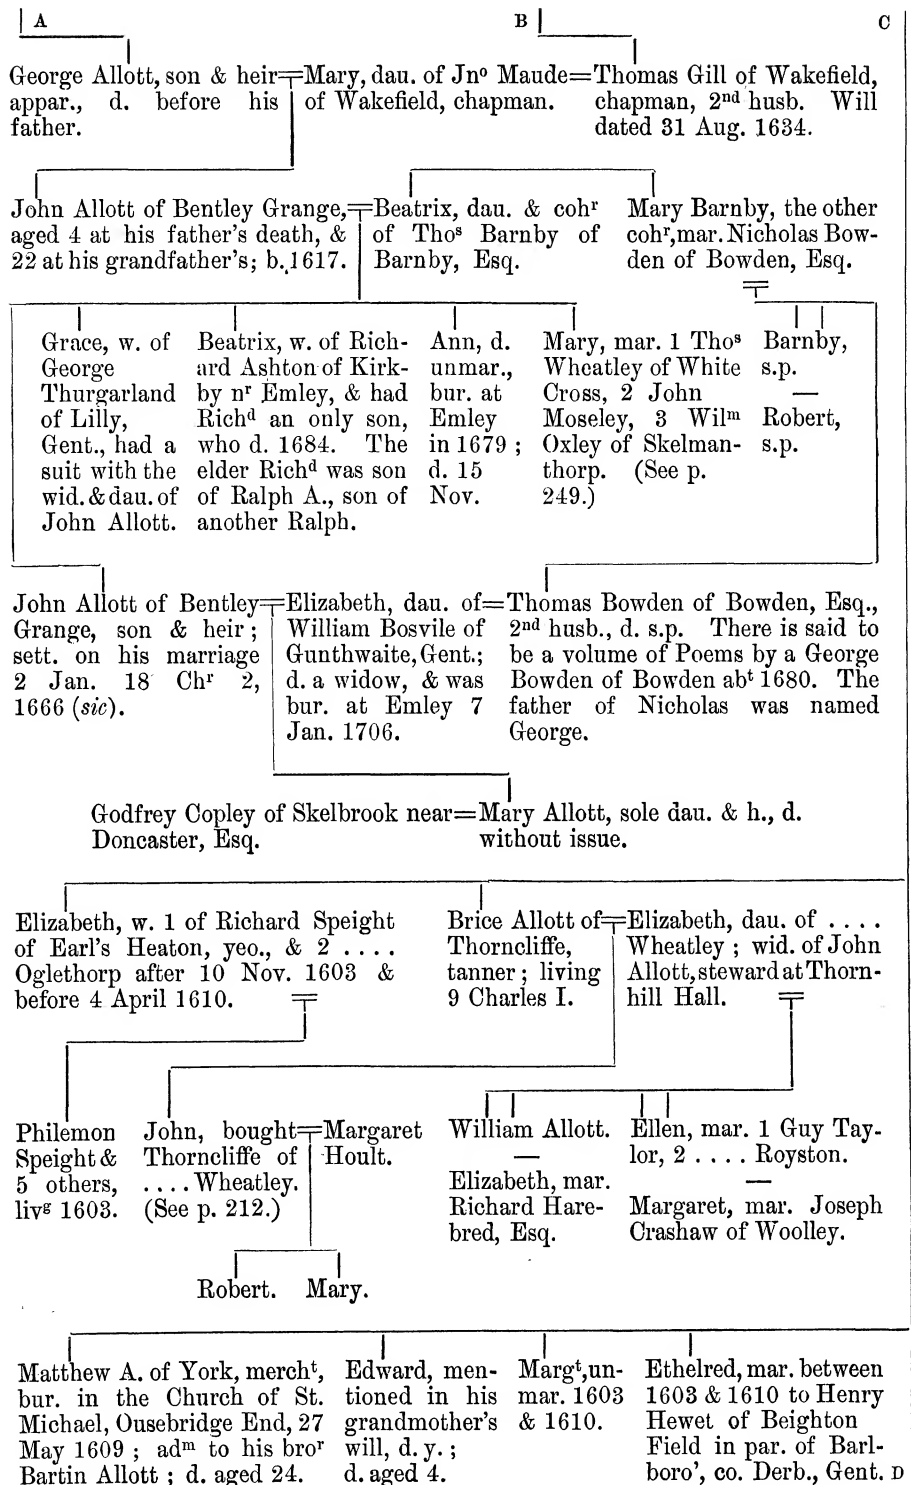 A
B
C
George Allott, son & heir
appar., d. before his
father.
=Mary, dau. of Jnº Maude=
of Wakefield, chapman.
Thomas Gill of Wakefield,
chapman, 2nd husb. Will
dated 31 Aug. 1634.
John Allott of Bentley Grange,=
aged 4 at his father's death, &
22 at his grandfather's; b. 1617.
Beatrix, dau. & cohr
of Thos Barnby of
Barnby, Esq.
Mary Barnby, the other
cohr, mar. Nicholas Bow-
den of Bowden, Esq.
Grace, w. of
George
Thurgarland
of Lilly,
Gent., had a
suit with the
wid. & dau. of
John Allott.
Beatrix, w. of Rich-
ard Ashton of Kirk-
by nr Emley, & had
Richd an only son,
who d. 1684. The
elder Richd was son
of Ralph A., son of
another Ralph.
Ann, d.
unmar.,
bur. at
Emley
in 1679 ;
d. 15
Nov.
Mary, mar. 1 Thos
Wheatley of White
Cross, 2 John
Moseley, 3 Wilm
Oxley of Skelman-
thorp. (See p.
249.)
Barnby,
s.p.
—
Robert,
s.p.
John Allott of Bentley=
Grange, son & heir ;
sett. on his marriage
2 Jan. 18 Chr 2,
1666 (sic).
Elizabeth, dau. of=
William Bosvile of
Gunthwaite, Gent.;
d. a widow, & was
bur. at Emley 7
Jan. 1706.
Thomas Bowden of Bowden, Esq.,
2nd husb., d. s.p. There is said to
be a volume of Poems by a George
Bowden of Bowden abt 1680. The
father of Nicholas was named
George.
Godfrey Copley of Skelbrook near=
Doncaster, Esq.
Mary Allott, sole dau. & h., d.
without issue.
Elizabeth, w. 1 of Richard Speight
of Earl's Heaton, yeo., & 2 ....
Oglethorp after 10 Nov. 1603 &
before 4 April 1610.
Brice Allott of=
Thorncliffe,
tanner ; living
9 Charles I.
Elizabeth, dau. of ....
Wheatley ; wid. of John
Allott, steward at Thorn-
hill Hall.
Philemon
Speight &
5 others,
livg 1603.
John, bought=
Thorncliffe of
.... Wheatley.
(See p. 212.)
Margaret
Hoult.
William Allott.
—
Elizabeth, mar.
Richard Hare-
bred, Esq.
Ellen, mar. 1 Guy Tay-
lor, 2 .... Royston.
—
Margaret, mar. Joseph
Crashaw of Woolley.
Robert. Mary.
Matthew A. of York, mercht,
bur. in the Church of St.
Michael, Ousebridge End, 27
May 1609 ; adm to his bror
Bartin Allott ; d. aged 24.
Edward, men-
tioned in his
grandmother's
will, d. y. ;
d. aged 4.
Margt, un-
mar. 1603
& 1610.
Ethelred, mar. between
1603 & 1610 to Henry
Hewet of Beighton
Field in par. of Barl-
boro', co. Derb., Gent. D